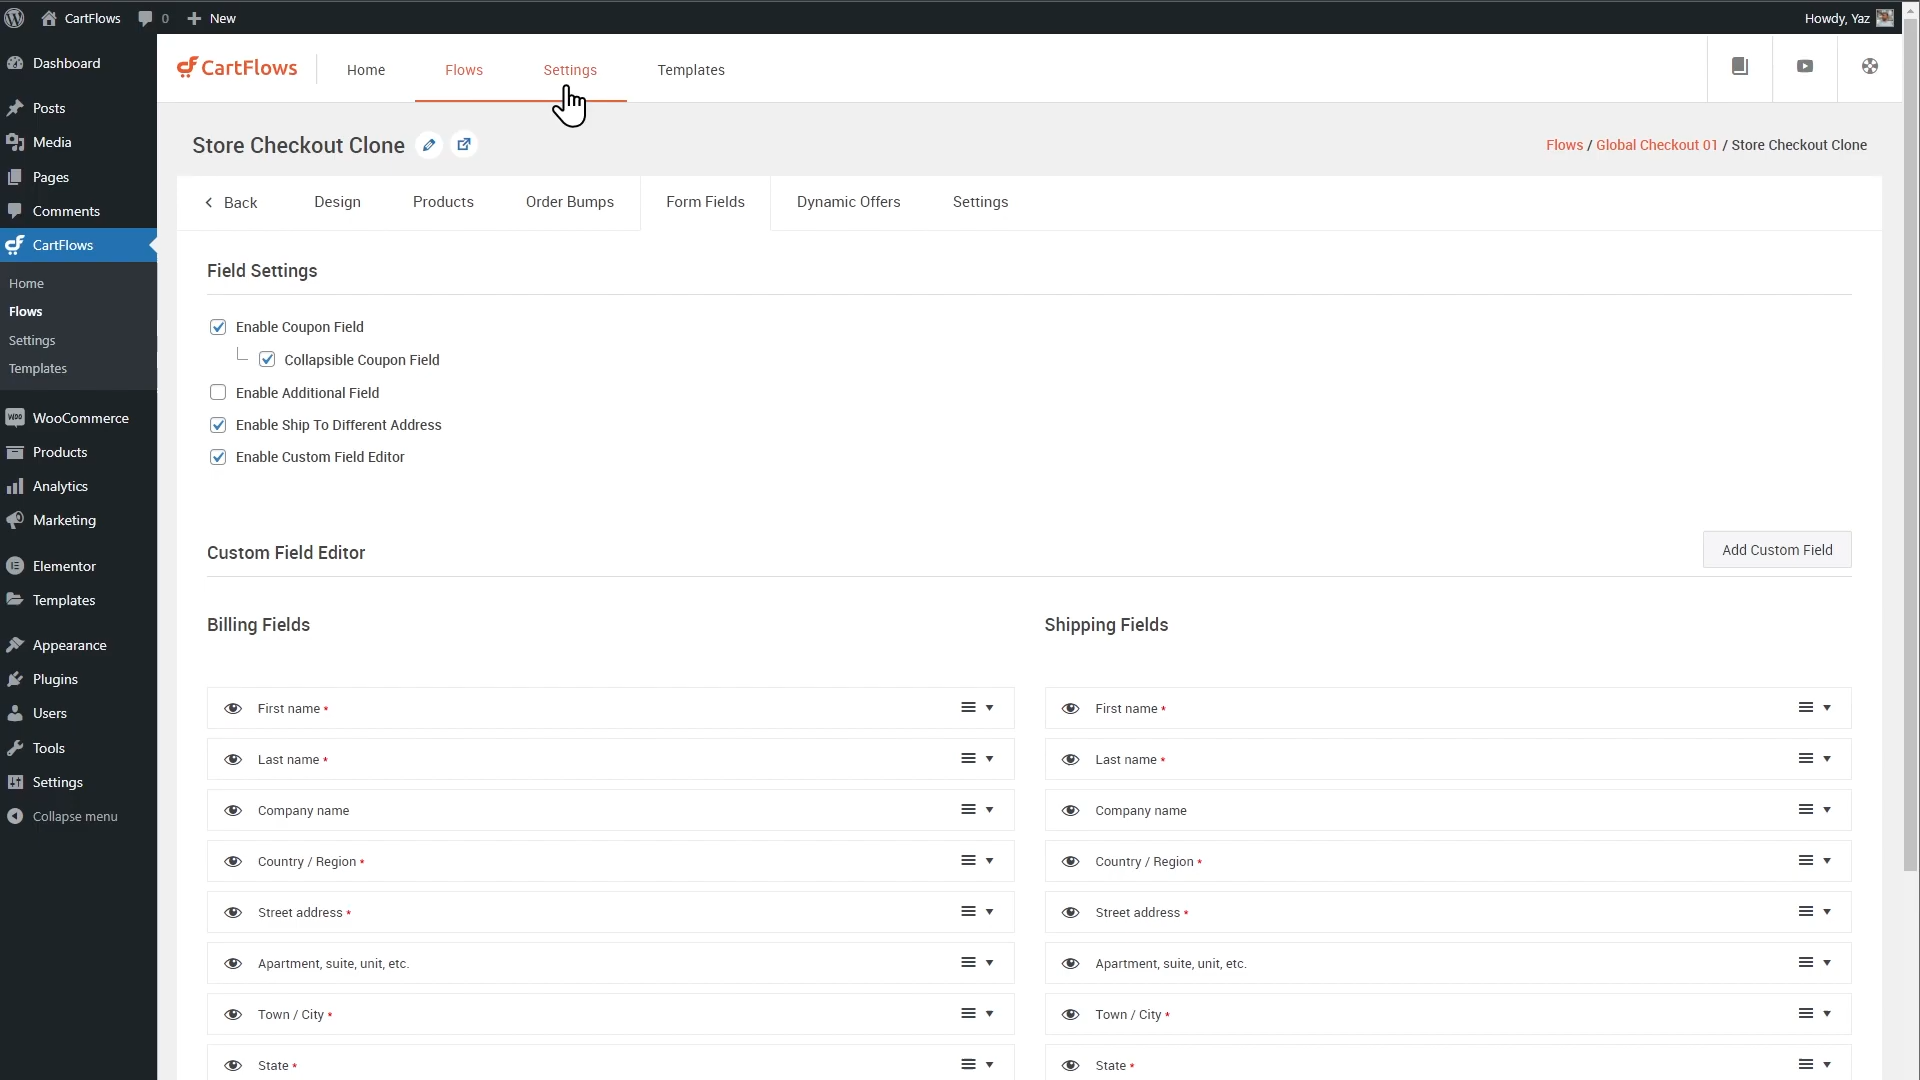 CartFlows 0 New Howdy, Yaz
Dashboard
Posts
Media
Pages
Comments
CartFlows
Home
Flows
Settings
Templates
WooCommerce
Products
Analytics
Marketing
Elementor
Templates
Appearance
Plugins
Users
Tools
Settings
Collapse menu
CartFlows Home Flows Settings Templates
Store Checkout Clone
Flows / Global Checkout 01 / Store Checkout Clone
Back Design Products Order Bumps Form Fields Dynamic Offers Settings
Field Settings
Enable Coupon Field
Collapsible Coupon Field
Enable Additional Field
Enable Ship To Different Address
Enable Custom Field Editor
Custom Field Editor
Add Custom Field
Billing Fields
First name *
Last name *
Company name
Country / Region *
Street address *
Apartment, suite, unit, etc.
Town / City *
State *
Shipping Fields
First name *
Last name *
Company name
Country / Region *
Street address *
Apartment, suite, unit, etc.
Town / City *
State *